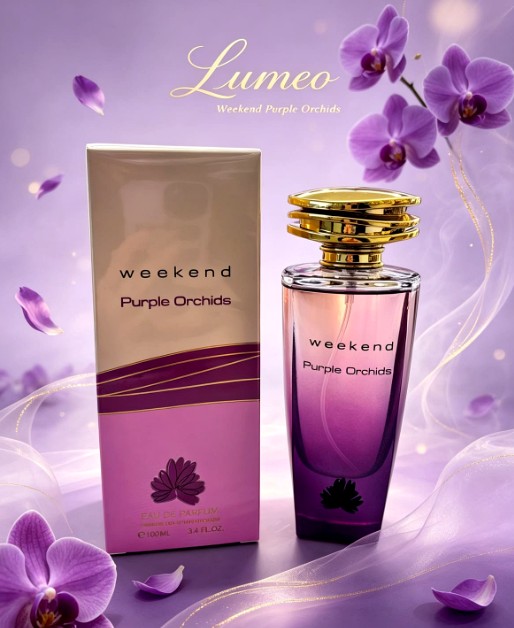 Lumeo
Weekend Purple Orchids
weekend
Purple Orchids
EAU DE PARFUM
℮100ML 3.4 FL.OZ.
weekend
Purple Orchids